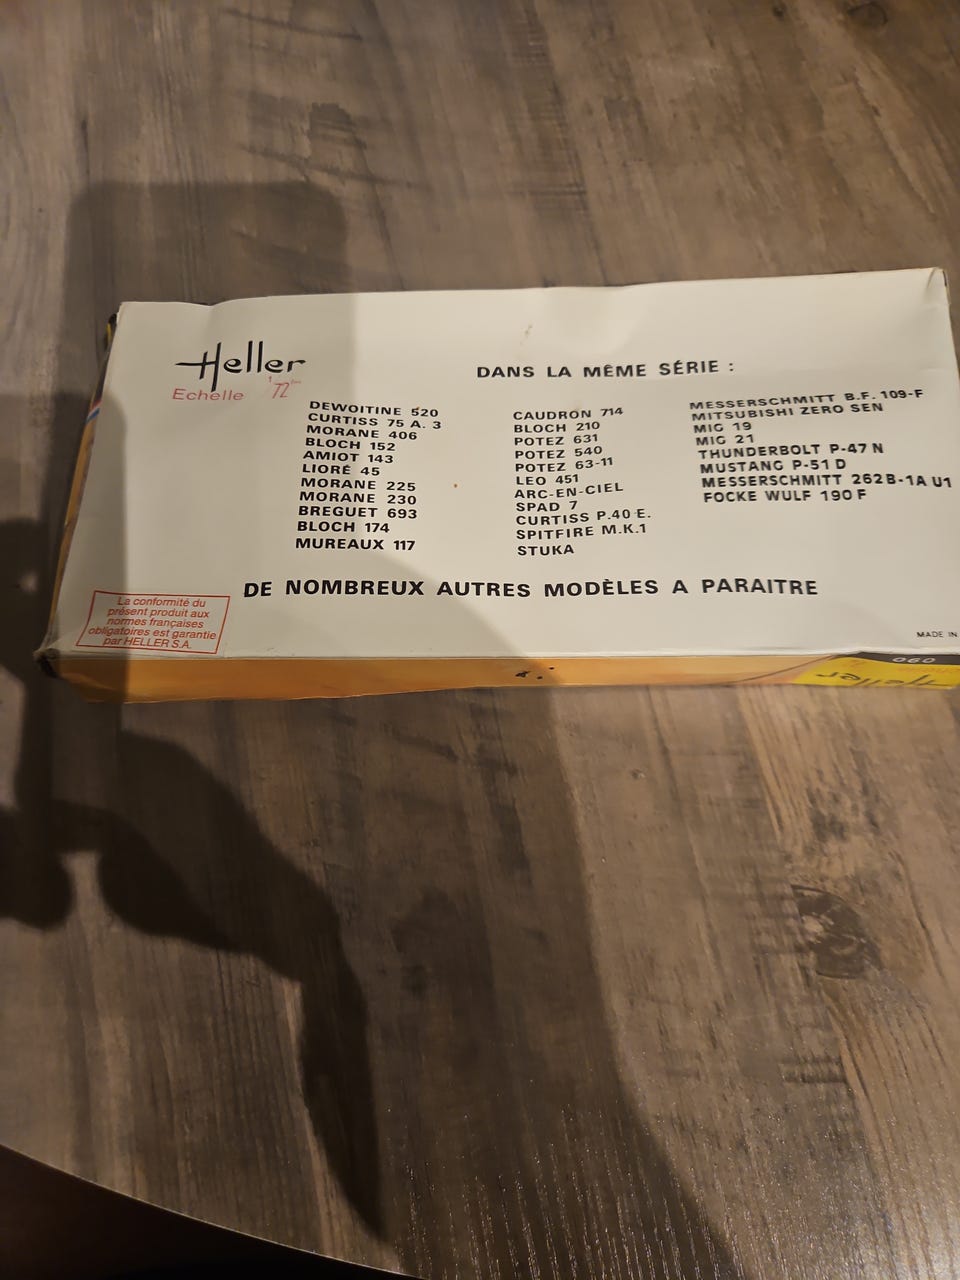 Heller
Echelle 1/72ème
DANS LA MÊME SÉRIE :
DEWOITINE 520
CURTISS 75 A. 3
MORANE 406
BLOCH 152
AMIOT 143
LIORÉ 45
MORANE 225
MORANE 230
BREGUET 693
BLOCH 174
MUREAUX 117
CAUDRON 714
BLOCH 210
POTEZ 631
POTEZ 540
POTEZ 63-11
LEO 451
ARC-EN-CIEL
SPAD 7
CURTISS P.40 E.
SPITFIRE M.K.1
STUKA
MESSERSCHMITT B.F. 109-F
MITSUBISHI ZERO SEN
MIG 19
MIG 21
THUNDERBOLT P-47 N
MUSTANG P-51 D
MESSERSCHMITT 262B-1A U1
FOCKE WULF 190 F
DE NOMBREUX AUTRES MODÈLES A PARAITRE
La conformité du
présent produit aux
normes françaises
obligatoires est garantie
par HELLER S.A.
MADE IN
060
Heller